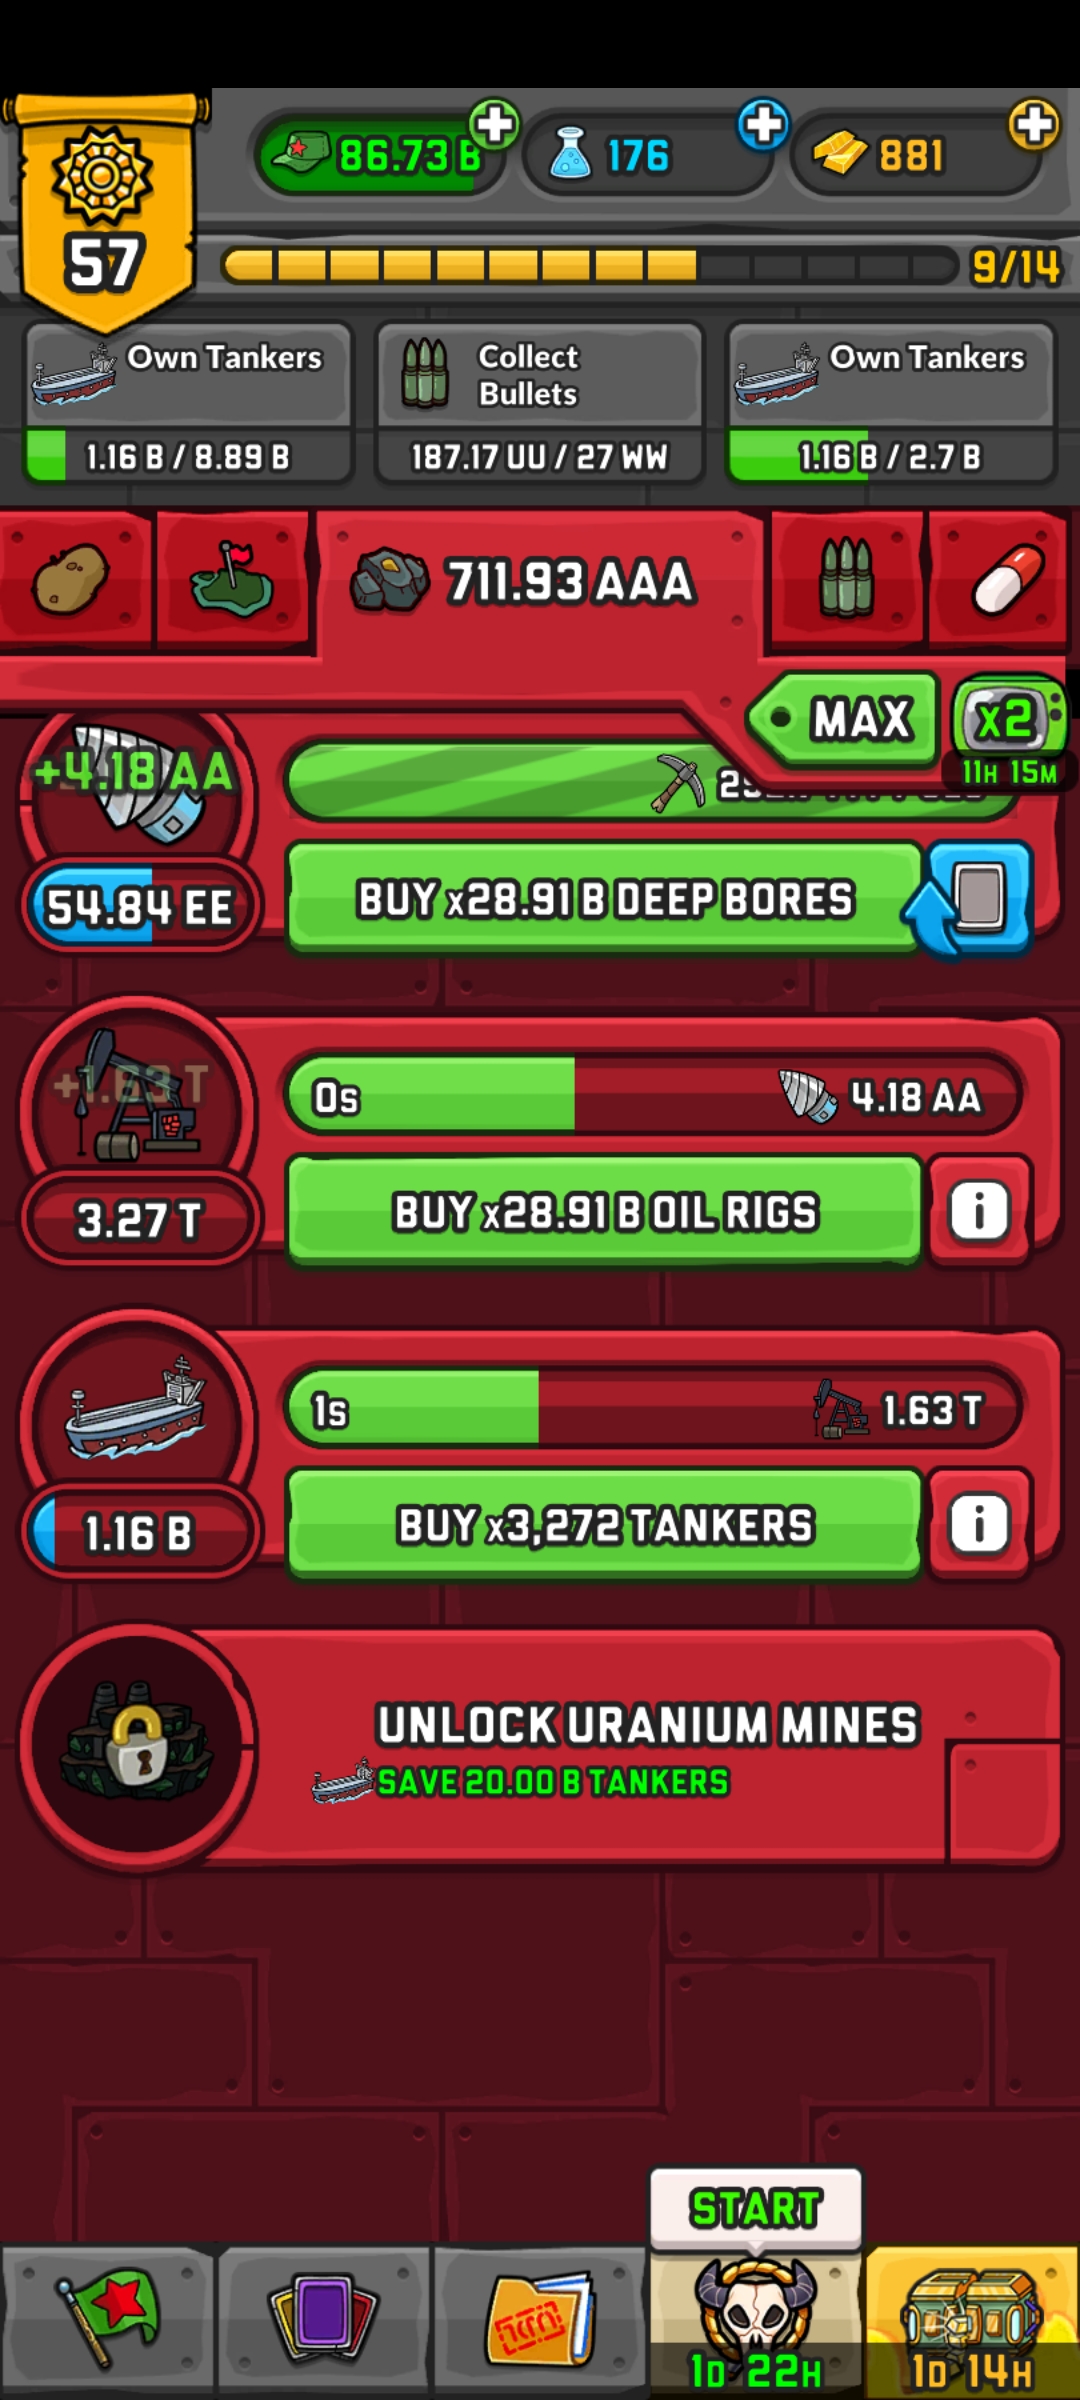 86.73 B
176
881
57
9/14
Own Tankers
1.16 B / 8.89 B
Collect
Bullets
187.17 UU / 27 WW
Own Tankers
1.16 B / 2.7 B
711.93 AAA
MAX
x2
11H 15M
+4.18 AA
54.84 EE
BUY x28.91 B DEEP BORES
+1.63 T
0s
4.18 AA
3.27 T
BUY x28.91 B OIL RIGS
i
1s
1.63 T
1.16 B
BUY x3,272 TANKERS
i
UNLOCK URANIUM MINES
SAVE 20.00 B TANKERS
START
1D 22H
1D 14H